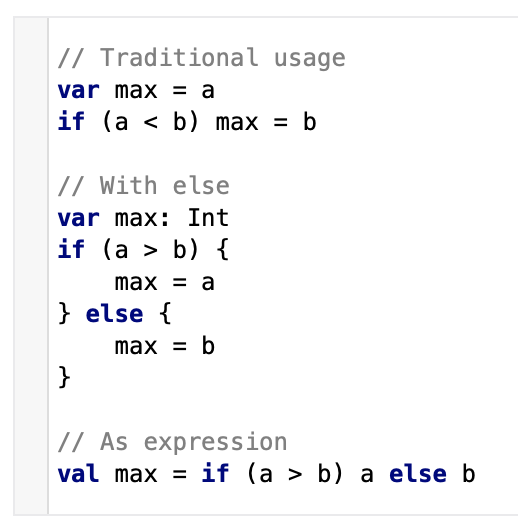 // Traditional usage
var max = a
if (a < b) max = b

// With else
var max: Int
if (a > b) {
    max = a
} else {
    max = b
}

// As expression
val max = if (a > b) a else b